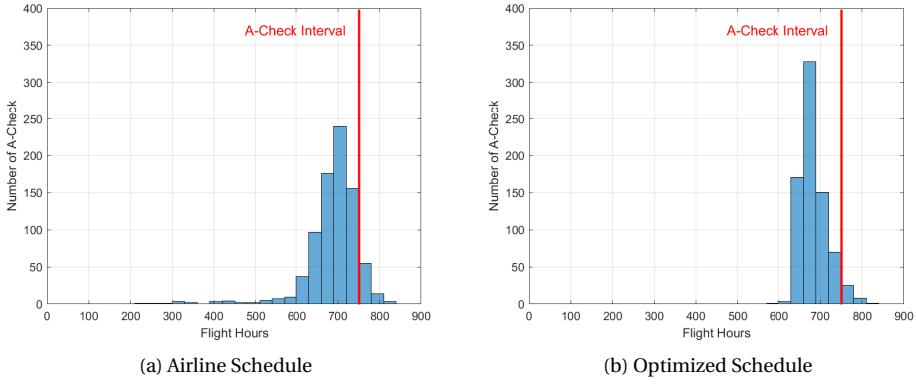 A-Check Interval
Number of A-Check
400
350
300
250
200
150
100
50
0
0 100 200 300 400 500 600 700 800 900
Flight Hours
(a) Airline Schedule
A-Check Interval
Number of A-Check
400
350
300
250
200
150
100
50
0
0 100 200 300 400 500 600 700 800 900
Flight Hours
(b) Optimized Schedule